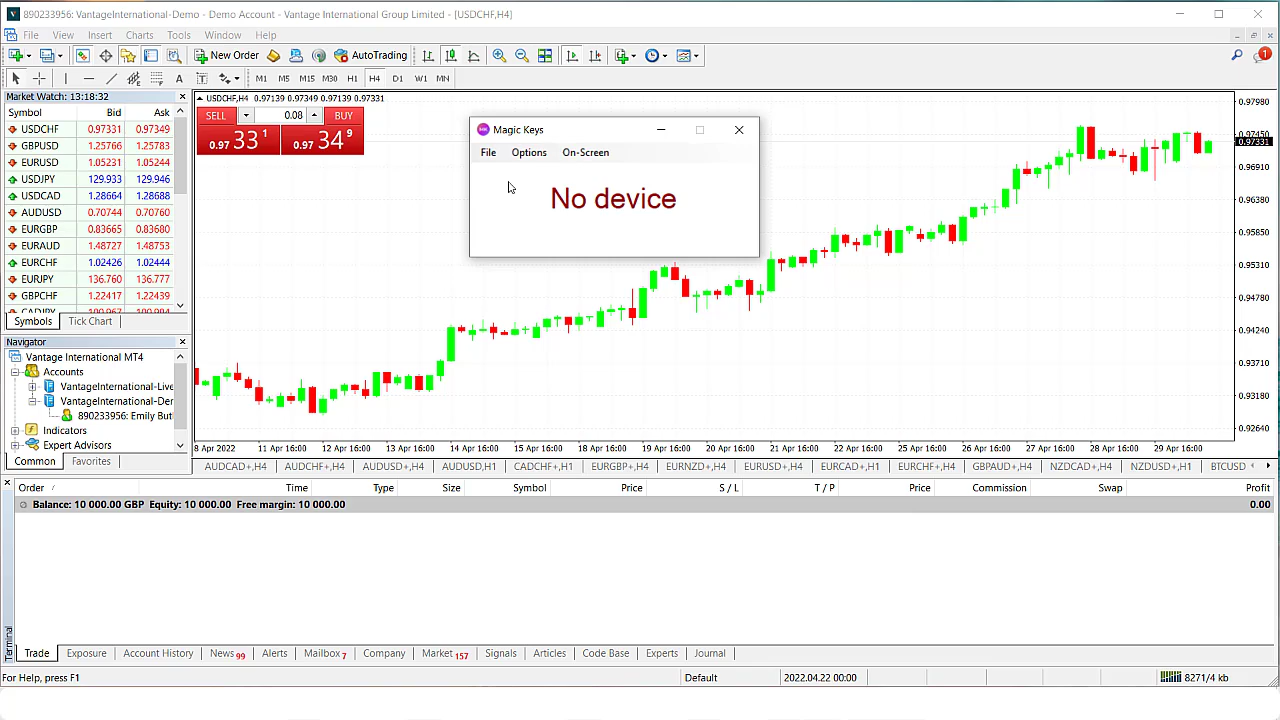 890233956: VantageInternational-Demo - Demo Account - Vantage International Group Limited - [USDCHF,H4]
File View Insert Charts Tools Window Help
New Order AutoTrading 1
A T M1 M5 M15 M30 H1 H4 D1 W1 MN
Market Watch: 13:18:32
Symbol Bid Ask
USDCHF 0.97331 0.97349
GBPUSD 1.25766 1.25783
EURUSD 1.05231 1.05244
USDJPY 129.933 129.946
USDCAD 1.28664 1.28688
AUDUSD 0.70744 0.70760
EURGBP 0.83665 0.83680
EURAUD 1.48727 1.48753
EURCHF 1.02426 1.02444
EURJPY 136.760 136.777
GBPCHF 1.22417 1.22439
Symbols Tick Chart
Navigator
Vantage International MT4
Accounts
VantageInternational-Live
VantageInternational-Der
890233956: Emily But
Indicators
Expert Advisors
Common Favorites
USDCHF,H4 0.97139 0.97349 0.97139 0.97331
SELL 0.08 BUY
0.97 33 1 0.97 34 9
Magic Keys
File Options On-Screen
No device
0.97980
0.97450
0.97331
0.96910
0.96380
0.95850
0.95310
0.94780
0.94240
0.93710
0.93180
0.92640
8 Apr 2022 11 Apr 16:00 12 Apr 16:00 13 Apr 16:00 14 Apr 16:00 15 Apr 16:00 18 Apr 16:00 19 Apr 16:00 20 Apr 16:00 21 Apr 16:00 22 Apr 16:00 25 Apr 16:00 26 Apr 16:00 27 Apr 16:00 28 Apr 16:00 29 Apr 16:00
AUDCAD+,H4 AUDCHF+,H4 AUDUSD+,H4 AUDUSD,H1 CADCHF+,H1 EURGBP+,H4 EURNZD+,H4 EURUSD+,H4 EURCAD+,H1 EURCHF+,H4 GBPAUD+,H4 NZDCAD+,H4 NZDUSD+,H1 BTCUSD
Order / Time Type Size Symbol Price S / L T / P Price Commission Swap Profit
Balance: 10 000.00 GBP Equity: 10 000.00 Free margin: 10 000.00 0.00
Terminal
Trade Exposure Account History News 99 Alerts Mailbox 7 Company Market 157 Signals Articles Code Base Experts Journal
For Help, press F1 Default 2022.04.22 00:00 8271/4 kb